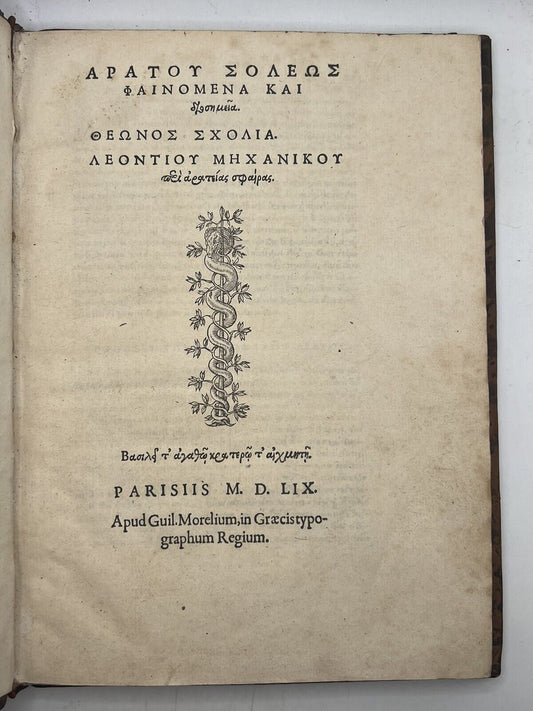 ΑΡΑΤΟΥ ΣΟΛΕΩΣ
ΦΑΙΝΟΜΕΝΑ ΚΑΙ
διοσημεῖα.
ΘΕΩΝΟΣ ΣΧΟΛΙΑ.
ΛΕΟΝΤΙΟΥ ΜΗΧΑΝΙΚΟΥ
περὶ ἀρατείας σφαίρας.
Βασιλεῖ τ' ἀγαθῷ κρατερῷ τ' αἰχμητῇ.
PARISIIS M. D. LIX.
Apud Guil. Morelium, in Græcis typo-
graphum Regium.